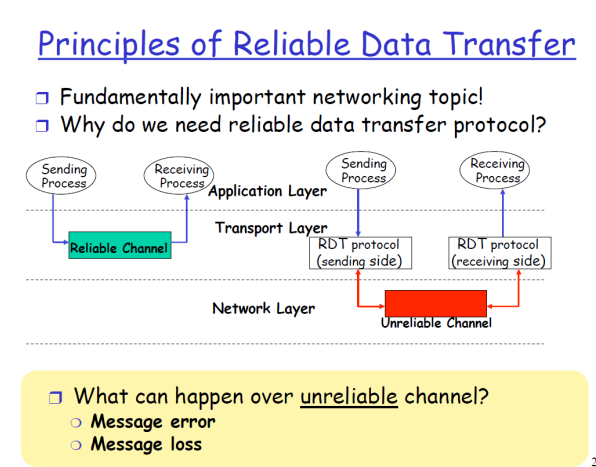 Principles of Reliable Data Transfer
Fundamentally important networking topic!
Why do we need reliable data transfer protocol?
Sending
Process
Receiving
Process
Application Layer
Sending
Process
Receiving
Process
Transport Layer
Reliable Channel
RDT protocol
(sending side)
RDT protocol
(receiving side)
Network Layer
Unreliable Channel
What can happen over unreliable channel?
Message error
Message loss
2